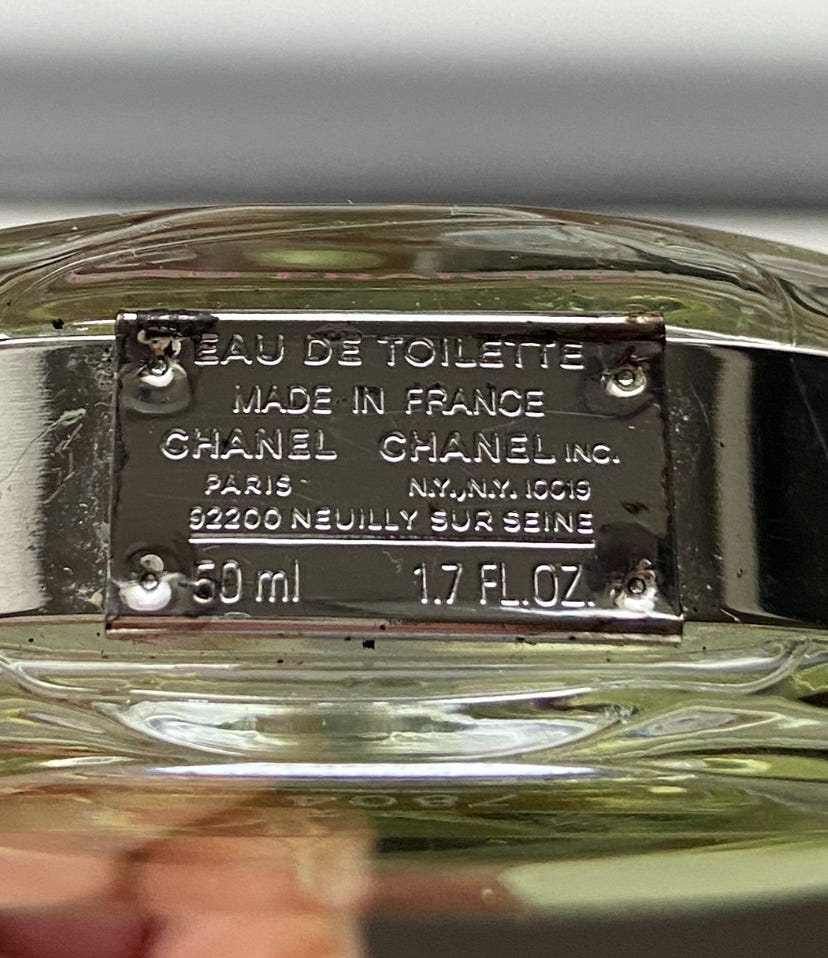 EAU DE TOILETTE
MADE IN FRANCE
CHANEL CHANEL INC.
PARIS N.Y., N.Y. 10019
92200 NEUILLY SUR SEINE
50 ml 1.7 FL.OZ.